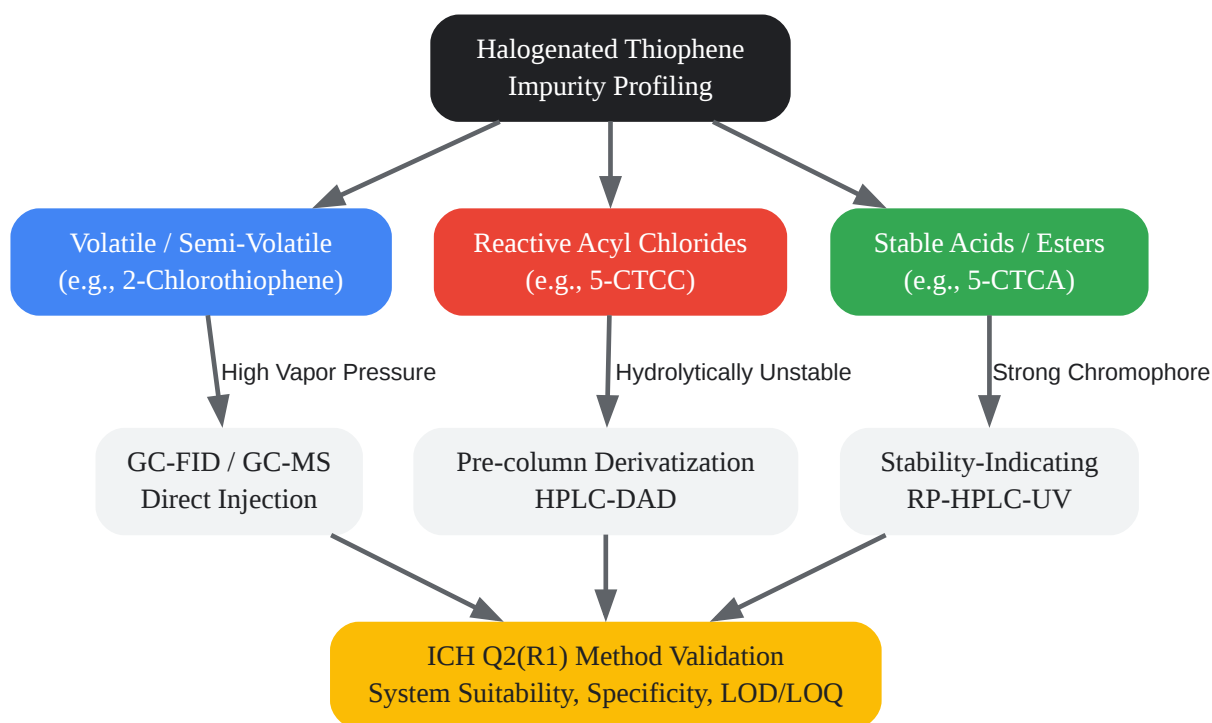 Halogenated Thiophene
Impurity Profiling
Volatile / Semi-Volatile
(e.g., 2-Chlorothiophene)
Reactive Acyl Chlorides
(e.g., 5-CTCC)
Stable Acids / Esters
(e.g., 5-CTCA)
High Vapor Pressure
Hydrolytically Unstable
Strong Chromophore
GC-FID / GC-MS
Direct Injection
Pre-column Derivatization
HPLC-DAD
Stability-Indicating
RP-HPLC-UV
ICH Q2(R1) Method Validation
System Suitability, Specificity, LOD/LOQ